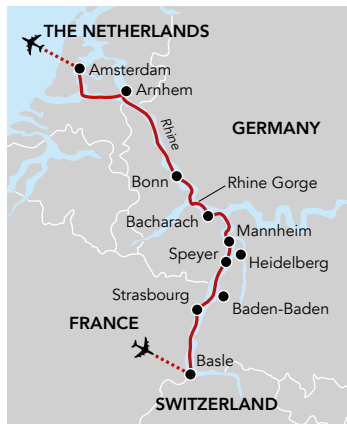 THE NETHERLANDS
Amsterdam
Arnhem
Rhine
GERMANY
Bonn
Rhine Gorge
Bacharach
Mannheim
Speyer
Heidelberg
Strasbourg
Baden-Baden
FRANCE
Basle
SWITZERLAND